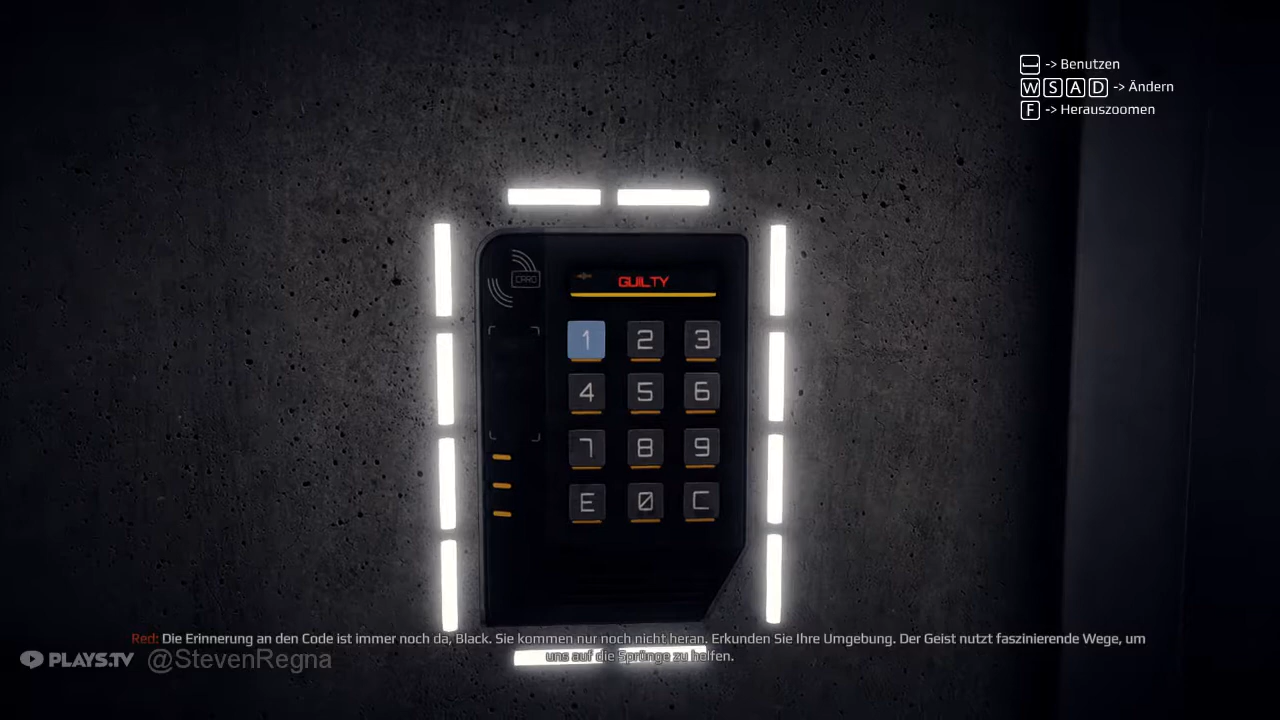 -> Benutzen
W S A D -> Ändern
F -> Herauszoomen
CARD
GUILTY
1 2 3
4 5 6
7 8 9
E 0 C
Red: Die Erinnerung an den Code ist immer noch da, Black. Sie kommen nur noch nicht heran. Erkunden Sie Ihre Umgebung. Der Geist nutzt faszinierende Wege, um
uns auf die Sprünge zu helfen.
PLAYS.TV @StevenRegna